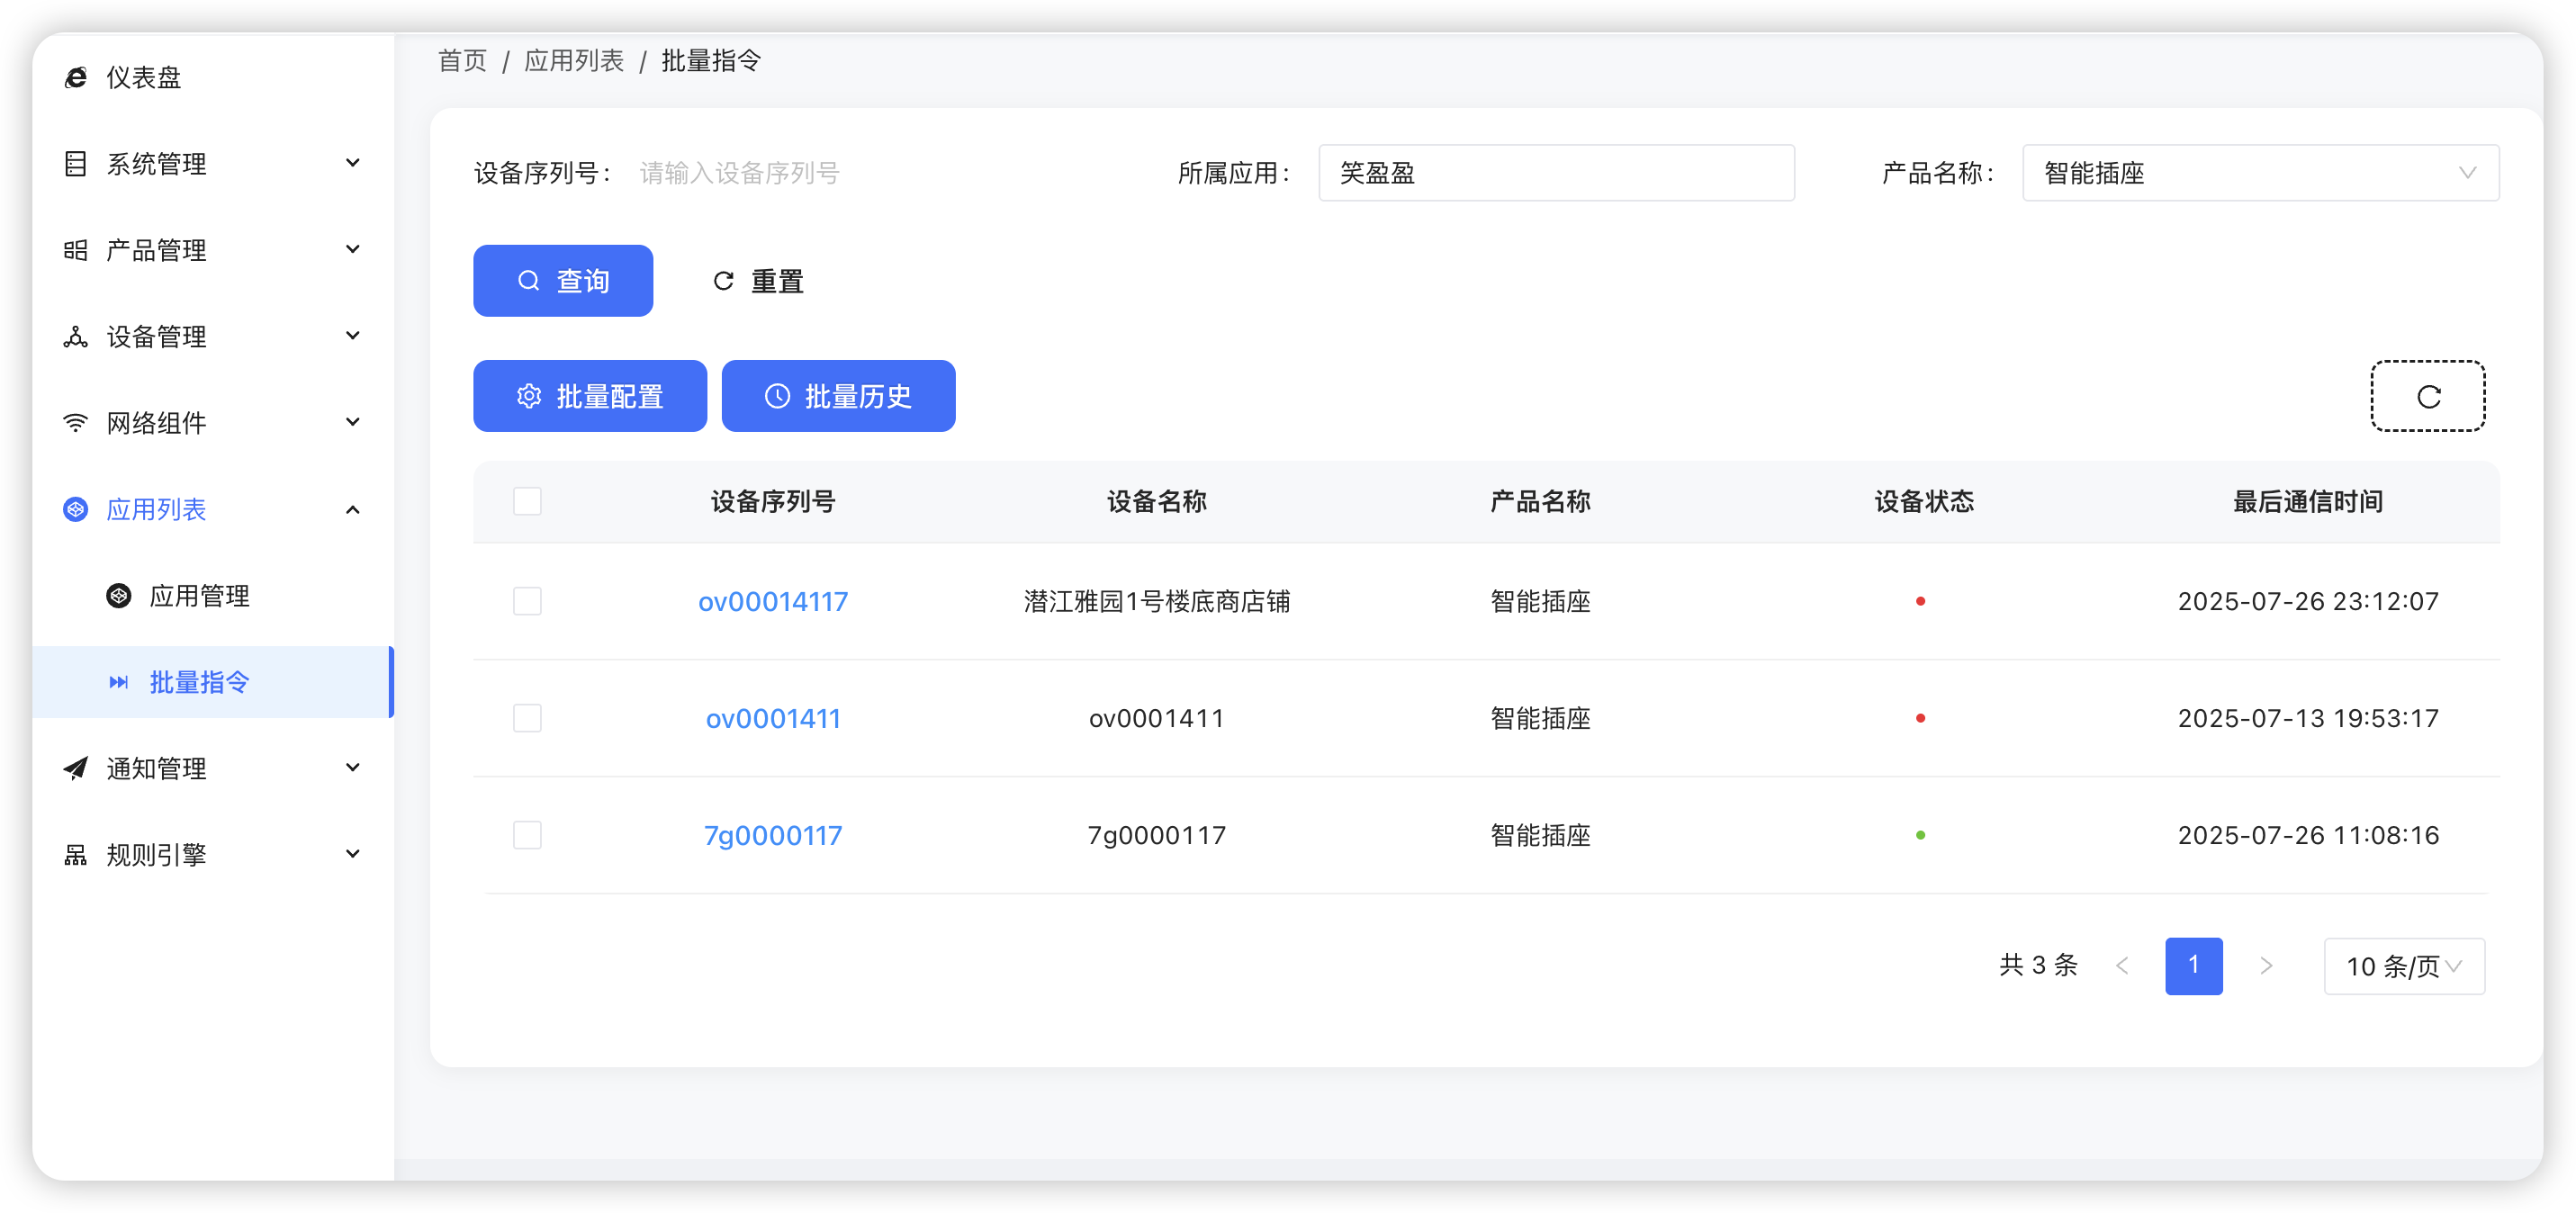 仪表盘
系统管理
产品管理
设备管理
网络组件
应用列表
应用管理
批量指令
通知管理
规则引擎
首页 / 应用列表 / 批量指令
设备序列号: 请输入设备序列号 所属应用: 笑盈盈 产品名称: 智能插座
查询 重置
批量配置 批量历史
设备序列号 设备名称 产品名称 设备状态 最后通信时间
ov00014117 潜江雅园1号楼底商店铺 智能插座 2025-07-26 23:12:07
ov0001411 ov0001411 智能插座 2025-07-13 19:53:17
7g0000117 7g0000117 智能插座 2025-07-26 11:08:16
共 3 条 < 1 > 10 条/页